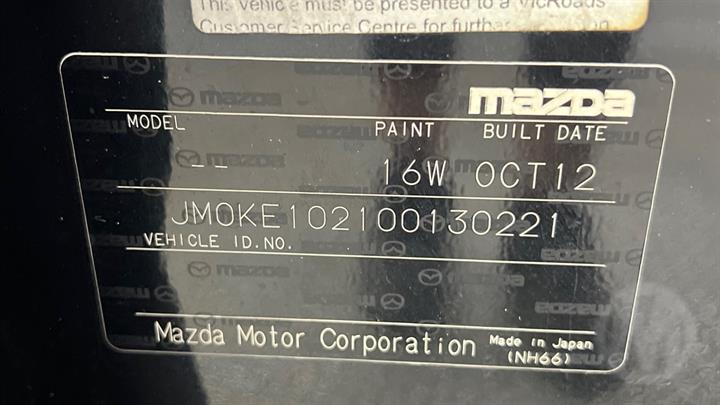 This vehicle must be presented to a VicRoads
Customer Service Centre for further
mazda
MODEL PAINT BUILT DATE
-- 16W OCT12
JM0KE102100130221
VEHICLE ID.NO.
Mazda Motor Corporation Made in Japan
(NH66)